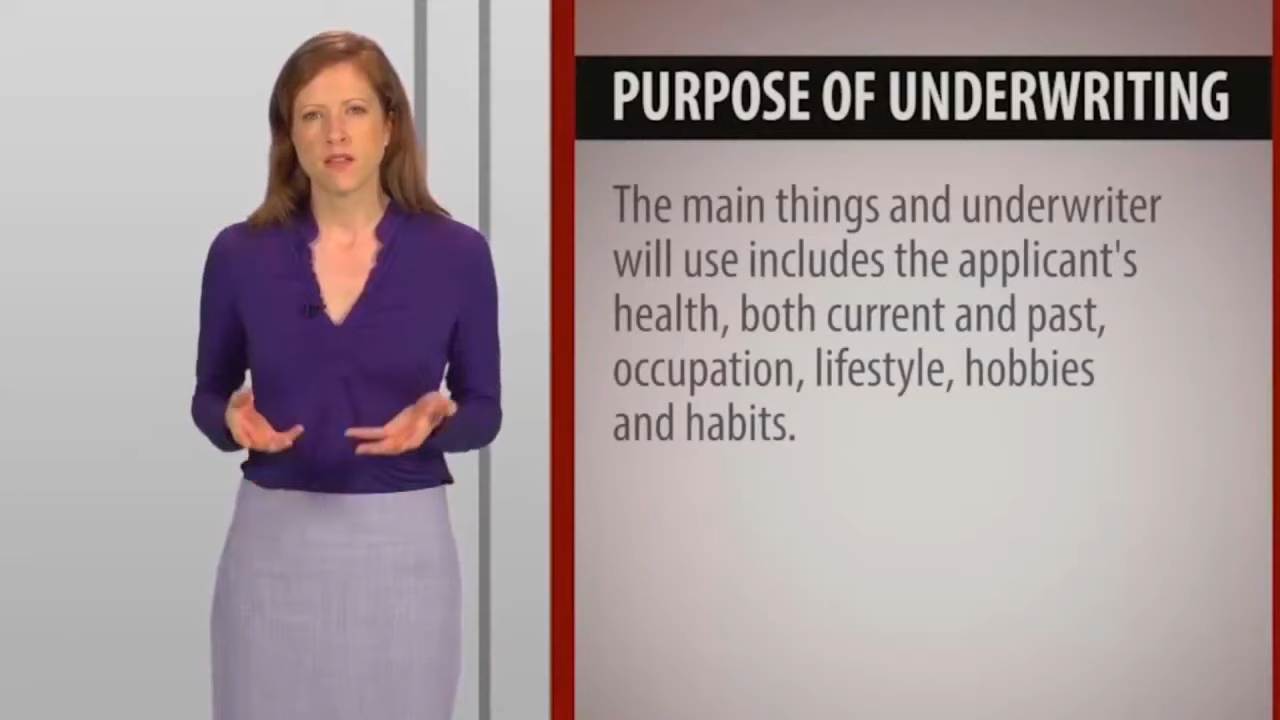 PURPOSE OF UNDERWRITING
The main things and underwriter
will use includes the applicant's
health, both current and past,
occupation, lifestyle, hobbies
and habits.